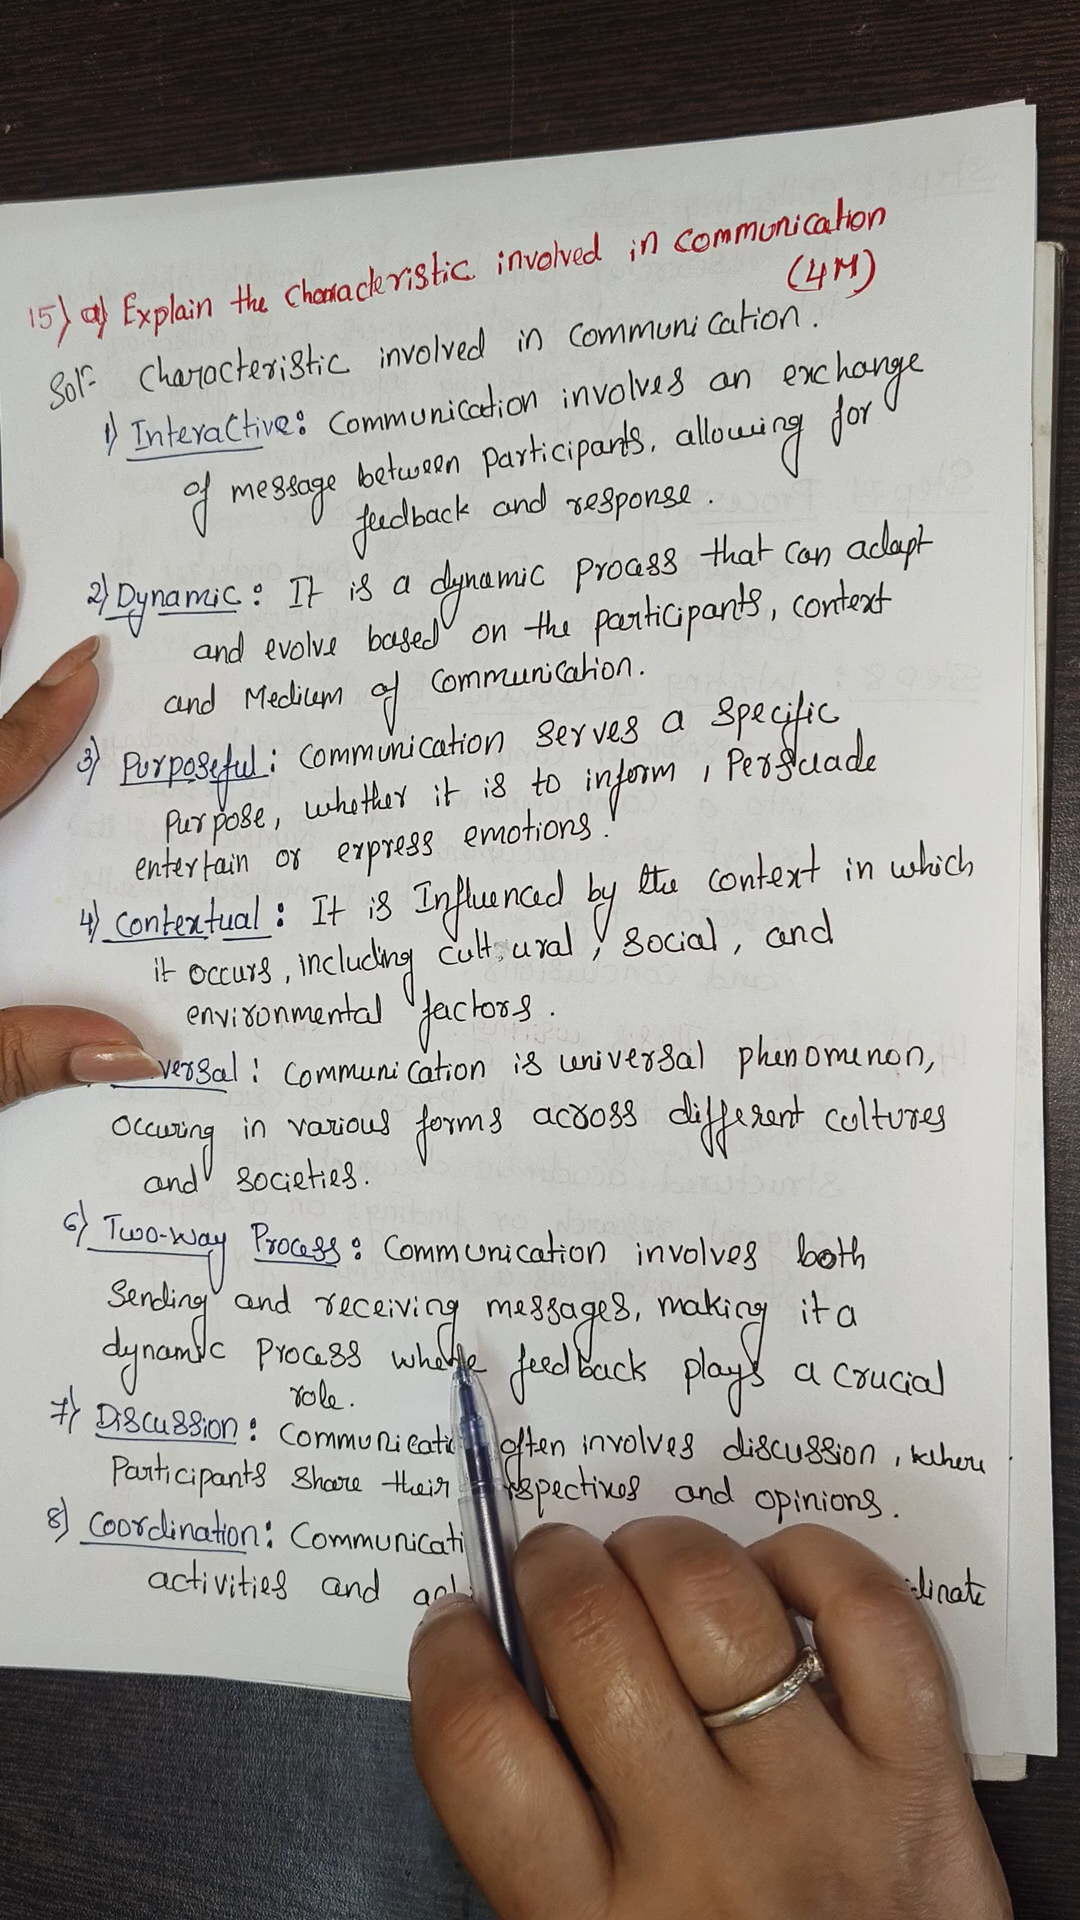 15) a) Explain the Characteristic involved in Communication
(4M)
Sol:- Characteristic involved in Communication.
1) Interactive: Communication involves an exchange
of message between participants, allowing for
feedback and response.
2) Dynamic: It is a dynamic process that can adapt
and evolve based on the participants, context
and Medium of Communication.
3) Purposeful: Communication serves a specific
purpose, whether it is to inform, Persuade
entertain or express emotions.
4) Contextual: It is Influenced by the context in which
it occurs, including cultural, social, and
environmental factors.
versal: Communication is universal phenomenon,
occuring in various forms across different cultures
and societies.
6) Two-way Process: Communication involves both
Sending and receiving messages, making it a
dynamic Process where feedback plays a crucial
role.
7) Discussion: often involves discussion, where
Participants share their and opinions.
8) Coordination:
activities and